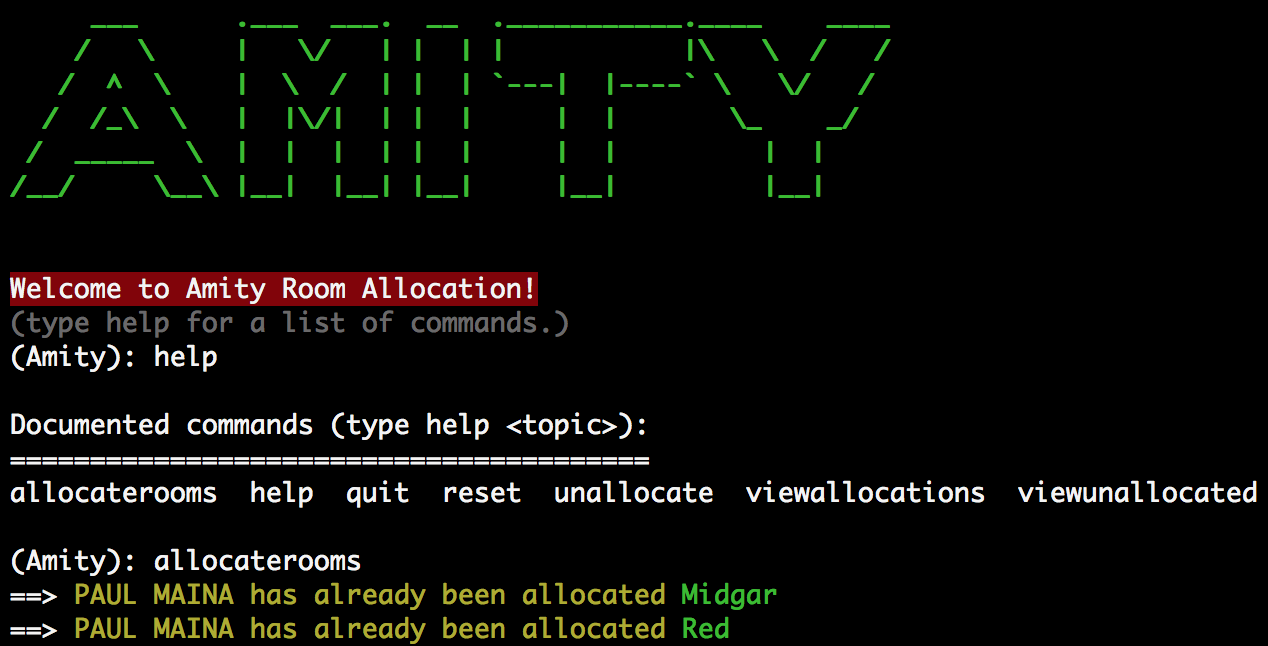 AMITY
Welcome to Amity Room Allocation!
(type help for a list of commands.)
(Amity): help
Documented commands (type help <topic>):
========================================
allocaterooms  help  quit  reset  unallocate  viewallocations  viewunallocated
(Amity): allocaterooms
==> PAUL MAINA has already been allocated Midgar
==> PAUL MAINA has already been allocated Red